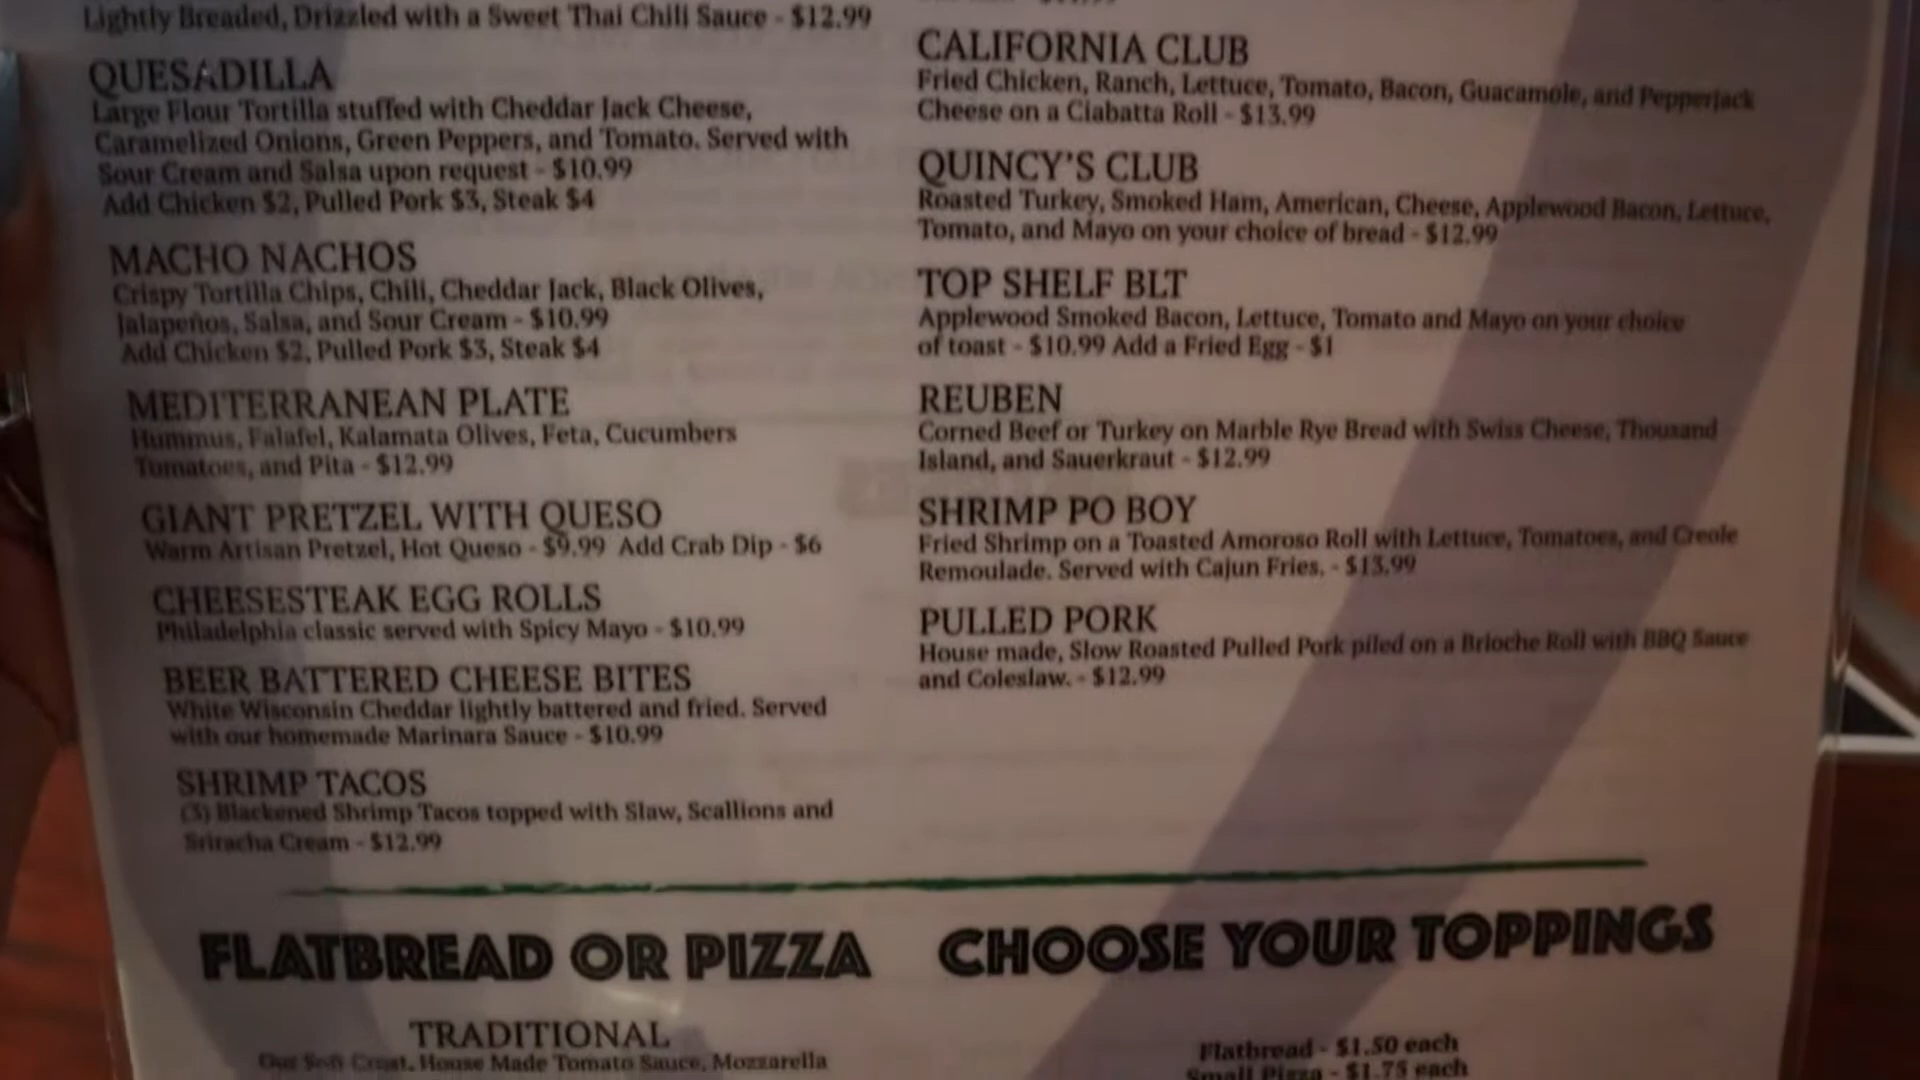 Lightly Breaded, Drizzled with a Sweet Thai Chili Sauce - $12.99
QUESADILLA
Large Flour Tortilla stuffed with Cheddar Jack Cheese,
Caramelized Onions, Green Peppers, and Tomato. Served with
Sour Cream and Salsa upon request - $10.99
Add Chicken $2, Pulled Pork $3, Steak $4
MACHO NACHOS
Crispy Tortilla Chips, Chili, Cheddar Jack, Black Olives,
Jalapeños, Salsa, and Sour Cream - $10.99
Add Chicken $2, Pulled Pork $3, Steak $4
MEDITERRANEAN PLATE
Hummus, Falafel, Kalamata Olives, Feta, Cucumbers
Tomatoes, and Pita - $12.99
GIANT PRETZEL WITH QUESO
Warm Artisan Pretzel, Hot Queso - $9.99 Add Crab Dip - $6
CHEESESTEAK EGG ROLLS
Philadelphia classic served with Spicy Mayo - $10.99
BEER BATTERED CHEESE BITES
White Wisconsin Cheddar lightly battered and fried. Served
with our homemade Marinara Sauce - $10.99
SHRIMP TACOS
(3) Blackened Shrimp Tacos topped with Slaw, Scallions and
Sriracha Cream - $12.99
CALIFORNIA CLUB
Fried Chicken, Ranch, Lettuce, Tomato, Bacon, Guacamole, and Pepperjack
Cheese on a Ciabatta Roll - $13.99
QUINCY'S CLUB
Roasted Turkey, Smoked Ham, American, Cheese, Applewood Bacon, Lettuce,
Tomato, and Mayo on your choice of bread - $12.99
TOP SHELF BLT
Applewood Smoked Bacon, Lettuce, Tomato and Mayo on your choice
of toast - $10.99 Add a Fried Egg - $1
REUBEN
Corned Beef or Turkey on Marble Rye Bread with Swiss Cheese, Thousand
Island, and Sauerkraut - $12.99
SHRIMP PO BOY
Fried Shrimp on a Toasted Amoroso Roll with Lettuce, Tomatoes, and Creole
Remoulade. Served with Cajun Fries. - $13.99
PULLED PORK
House made, Slow Roasted Pulled Pork piled on a Brioche Roll with BBQ Sauce
and Coleslaw. - $12.99
FLATBREAD OR PIZZA
TRADITIONAL
Our Soft Crust, House Made Tomato Sauce, Mozzarella
CHOOSE YOUR TOPPINGS
Flatbread - $1.50 each
Small Pizza - $1.75 each